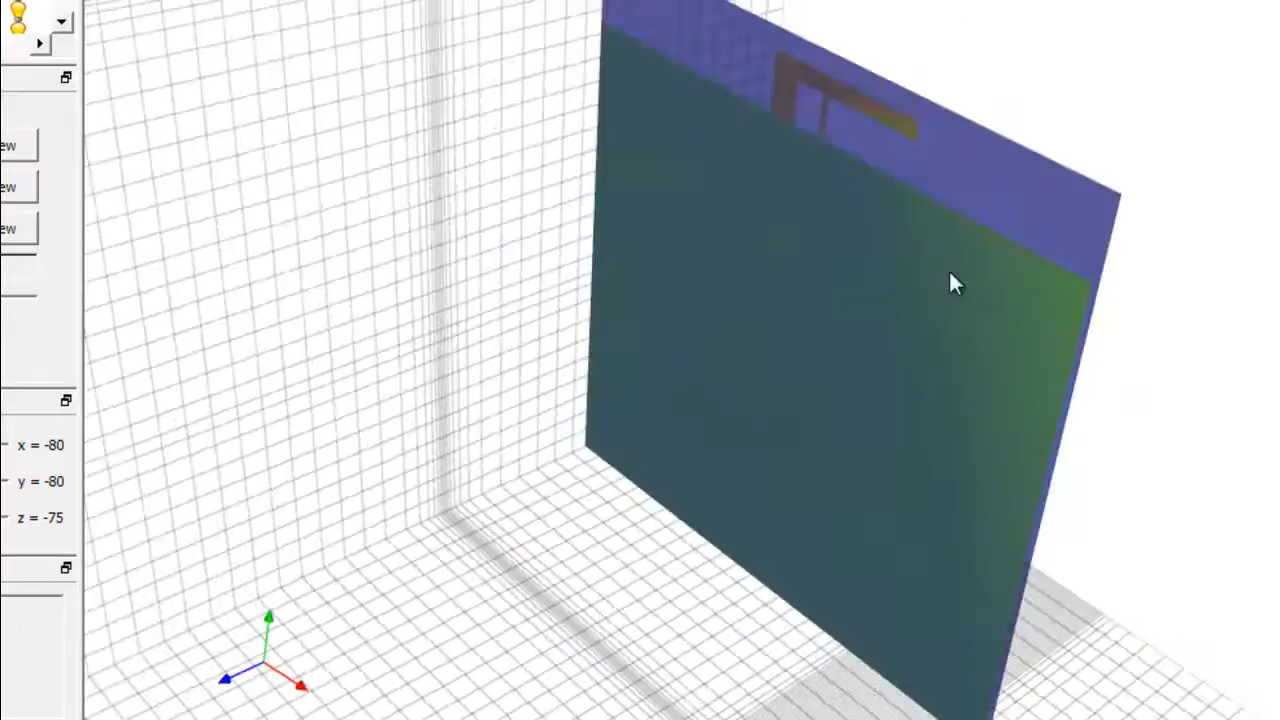 ew
ew
ew
x = -80
y = -80
z = -75